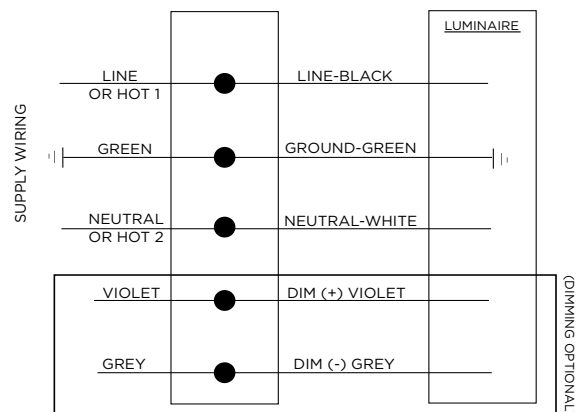 LUMINAIRE
SUPPLY WIRING
LINE
OR HOT 1
LINE-BLACK
GREEN
GROUND-GREEN
NEUTRAL
OR HOT 2
NEUTRAL-WHITE
VIOLET
DIM (+) VIOLET
GREY
DIM (-) GREY
(DIMMING OPTIONAL